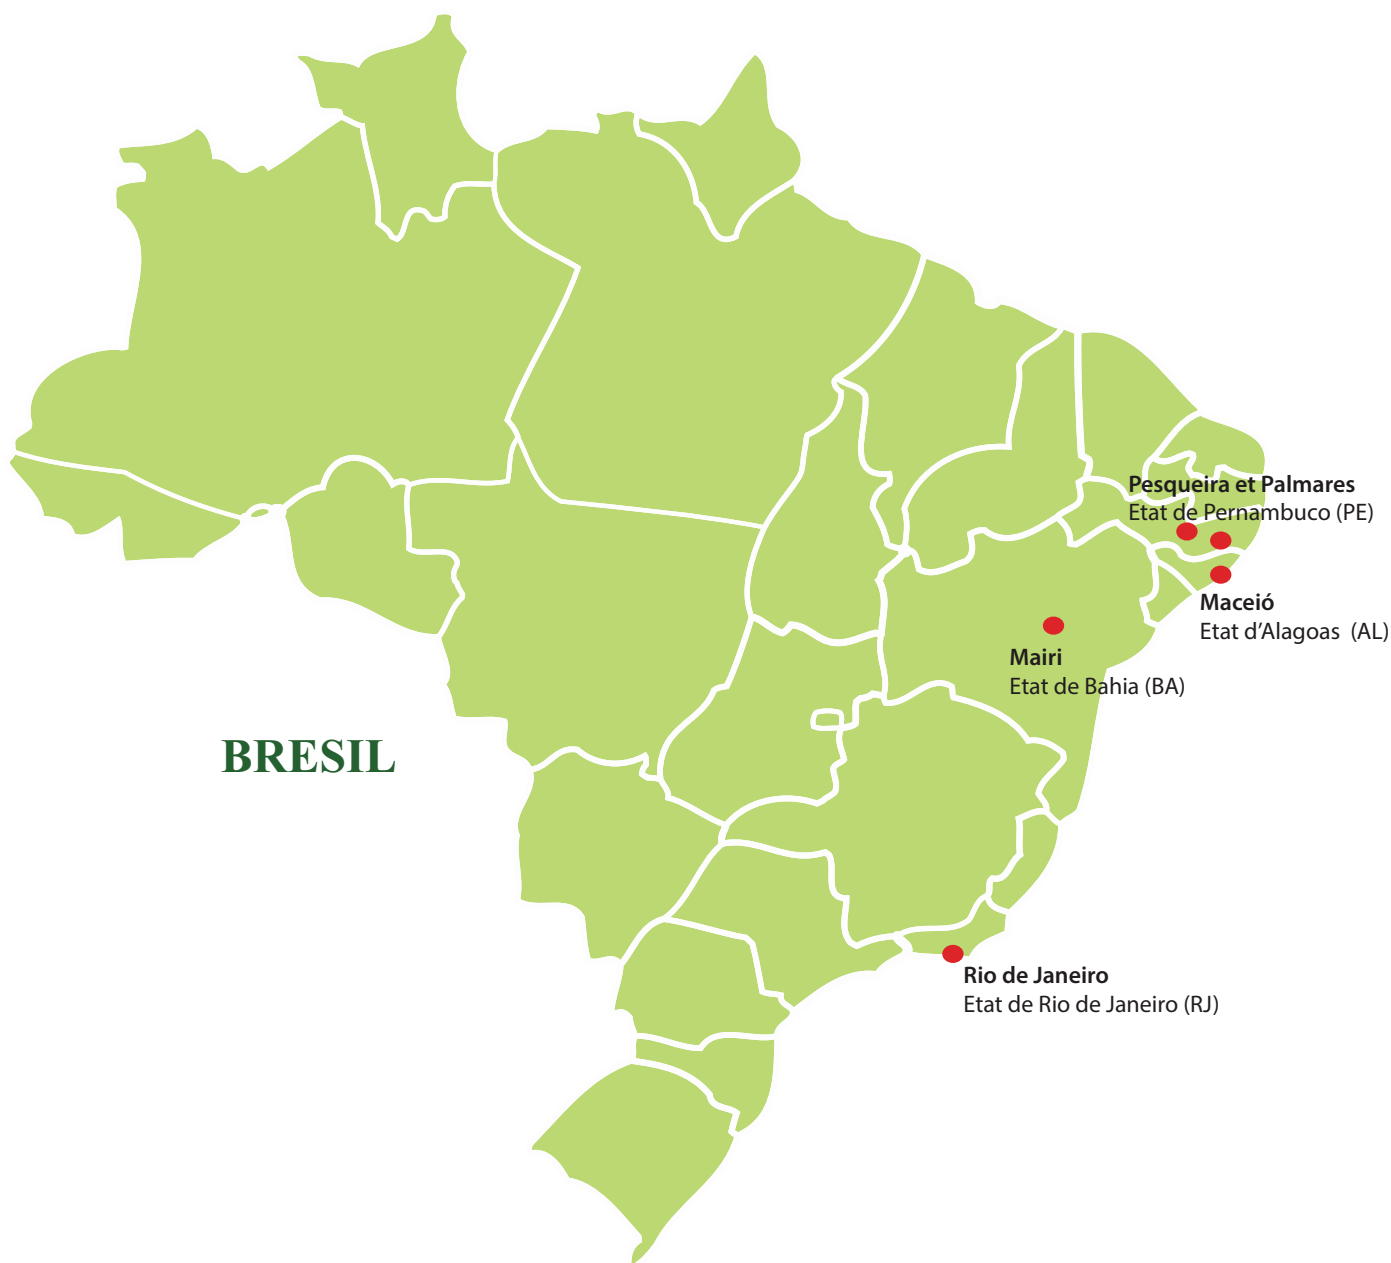 Pesqueira et Palmares
Etat de Pernambuco (PE)
Maceió
Etat d’Alagoas (AL)
Mairi
Etat de Bahia (BA)
BRESIL
Rio de Janeiro
Etat de Rio de Janeiro (RJ)